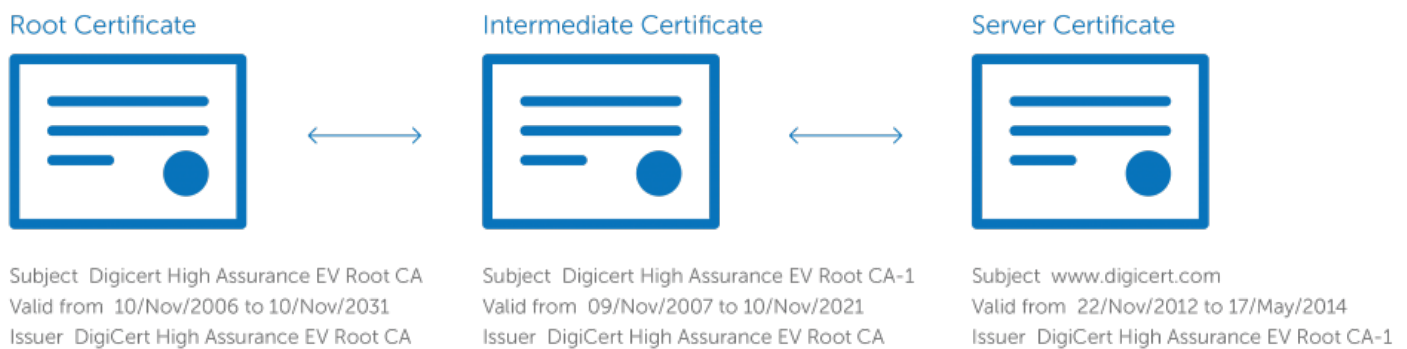 Root Certificate
Intermediate Certificate
Server Certificate
Subject Digicert High Assurance EV Root CA
Valid from 10/Nov/2006 to 10/Nov/2031
Issuer DigiCert High Assurance EV Root CA
Subject Digicert High Assurance EV Root CA-1
Valid from 09/Nov/2007 to 10/Nov/2021
Issuer DigiCert High Assurance EV Root CA
Subject www.digicert.com
Valid from 22/Nov/2012 to 17/May/2014
Issuer DigiCert High Assurance EV Root CA-1